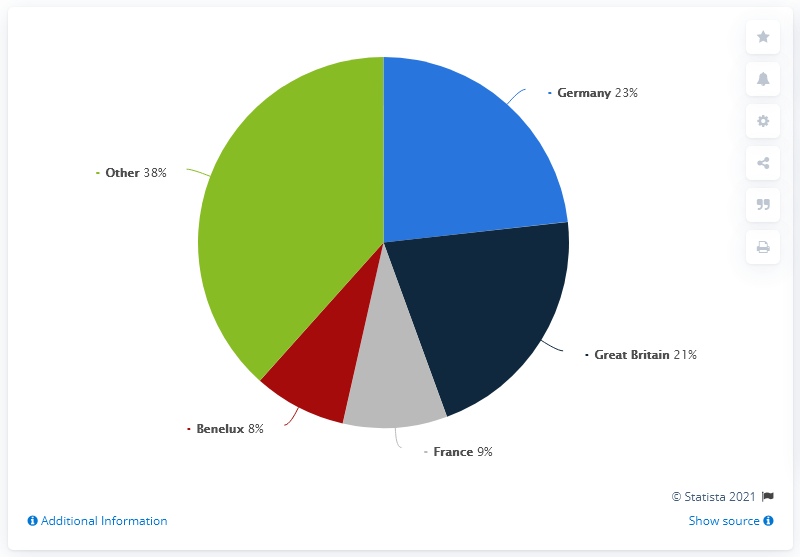 Germany 23%
Other 38%
Great Britain 21%
Benelux 8%
France 9%
© Statista 2021
Additional Information
Show source